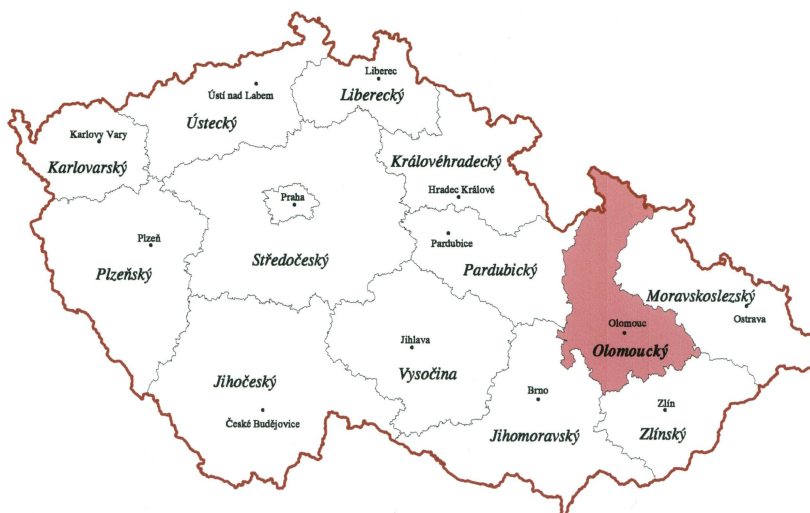 Liberec
Liberecký
Ústí nad Labem
Ústecký
Karlovy Vary
Karlovarský
Královéhradecký
Hradec Králové
Praha
Středočeský
Plzeň
Plzeňský
Pardubice
Pardubický
Moravskoslezský
Ostrava
Olomouc
Olomoucký
Jihlava
Vysočina
Jihočeský
České Budějovice
Brno
Jihomoravský
Zlín
Zlínský